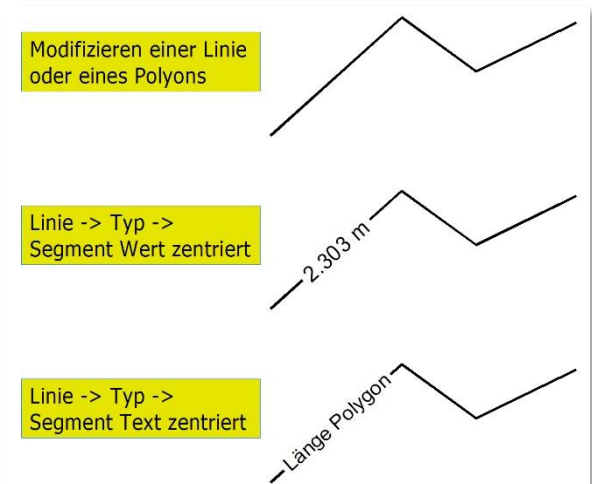 Modifizieren einer Linie
oder eines Polyons
Linie -> Typ ->
Segment Wert zentriert
2.303 m
Linie -> Typ ->
Segment Text zentriert
Länge Polygon